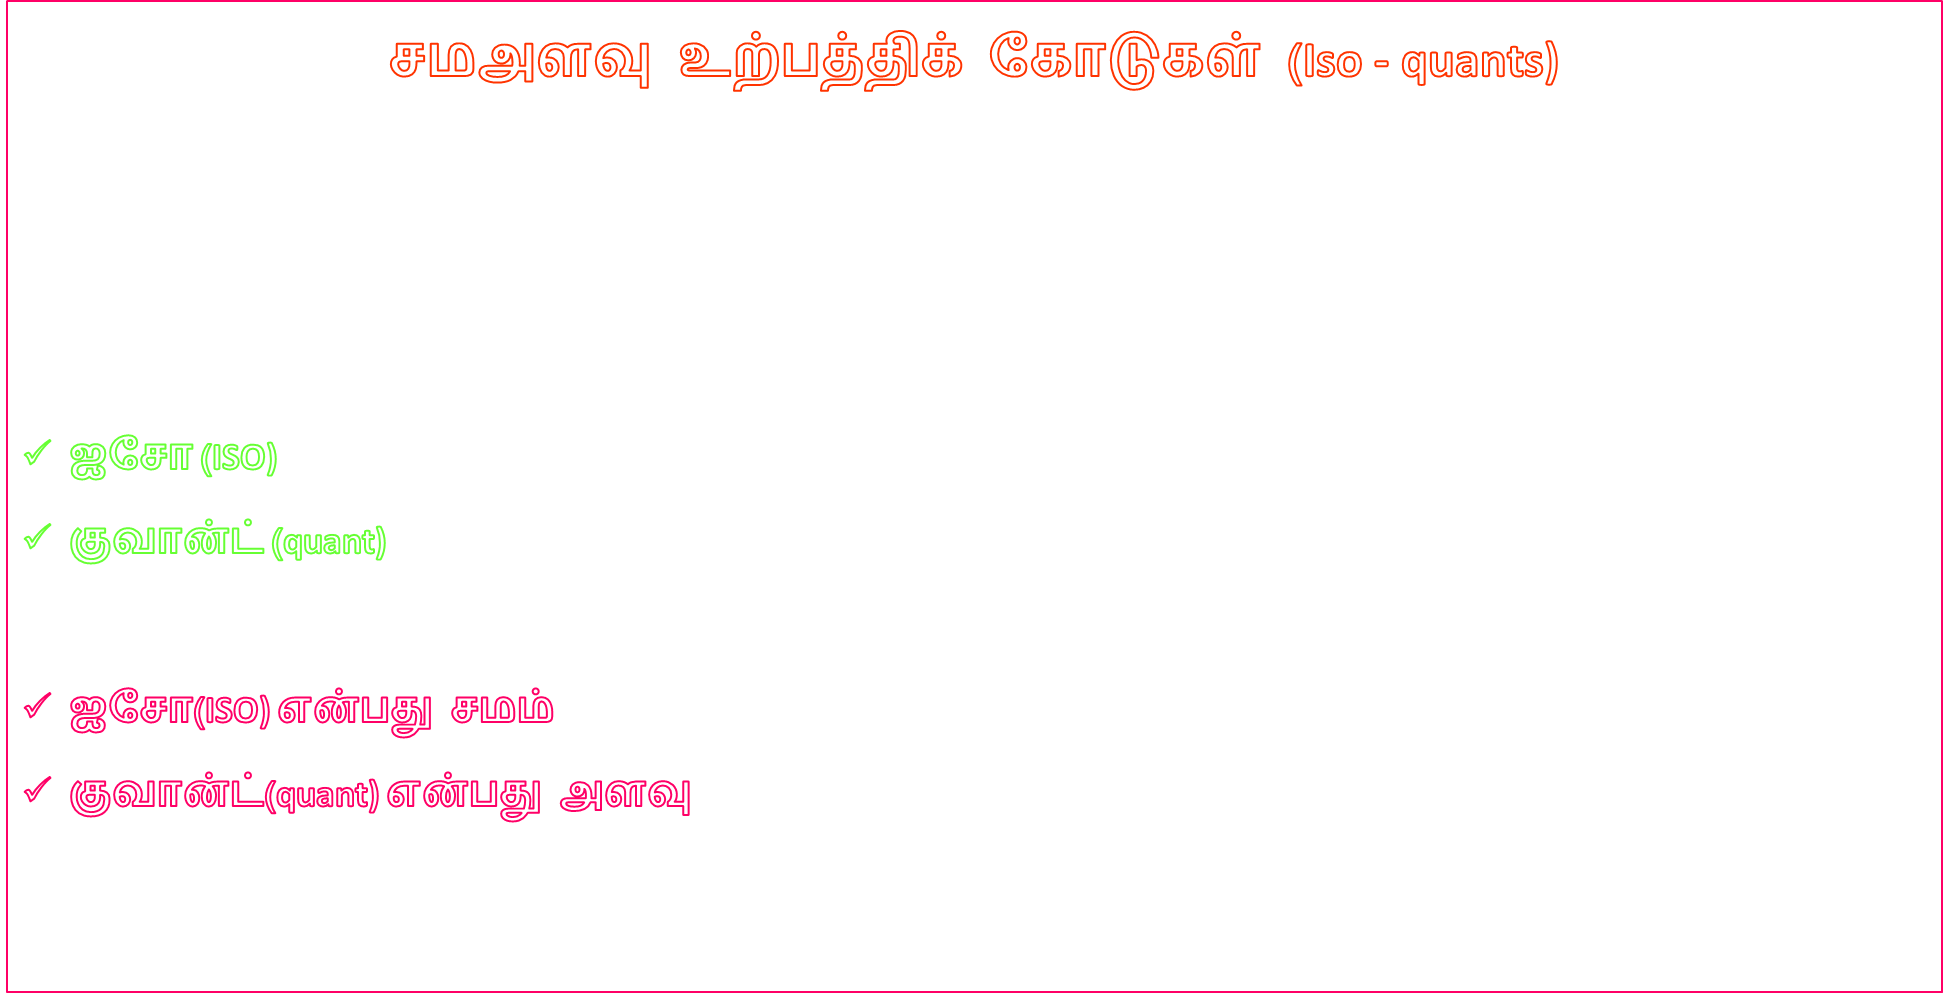 சமஅளவு உற்பத்திக் கோடுகள் (Iso - quants)
✓ ஐசோ (ISO)
✓ குவாண்ட் (quant)
✓ ஐசோ(ISO) என்பது சமம்
✓ குவாண்ட்(quant) என்பது அளவு